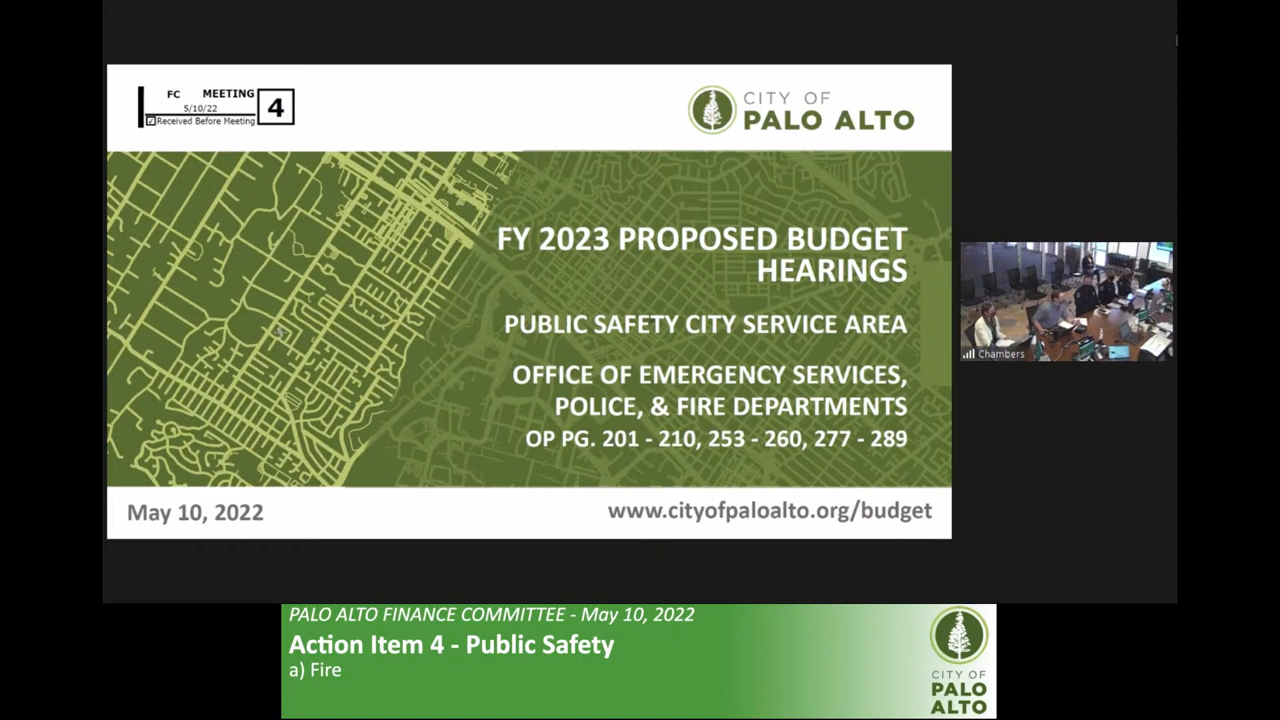 FC MEETING
5/10/22
Received Before Meeting
4
CITY OF
PALO ALTO
FY 2023 PROPOSED BUDGET
HEARINGS
PUBLIC SAFETY CITY SERVICE AREA
OFFICE OF EMERGENCY SERVICES,
POLICE, & FIRE DEPARTMENTS
OP PG. 201 - 210, 253 - 260, 277 - 289
May 10, 2022
www.cityofpaloalto.org/budget
Chambers
PALO ALTO FINANCE COMMITTEE - May 10, 2022
Action Item 4 - Public Safety
a) Fire
CITY OF
PALO
ALTO